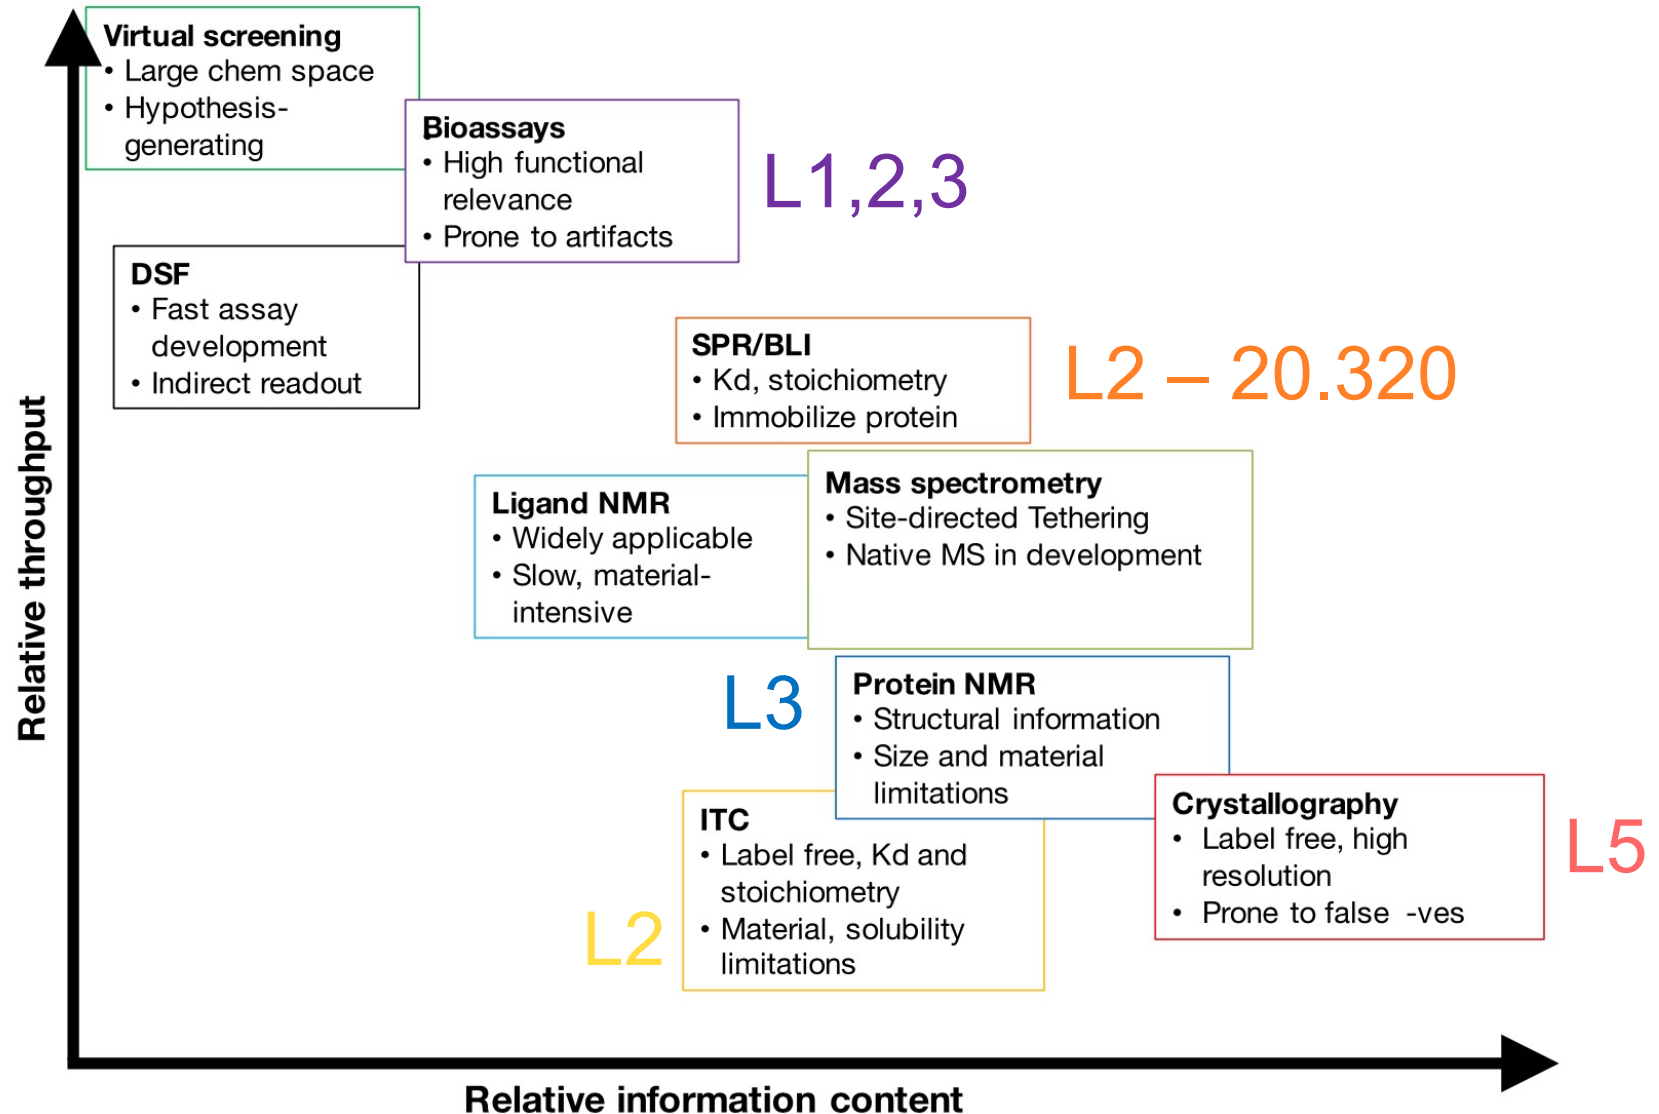 Virtual screening
• Large chem space
• Hypothesis-
generating
Bioassays
• High functional
relevance
• Prone to artifacts
L1,2,3
DSF
• Fast assay
development
• Indirect readout
SPR/BLI
• Kd, stoichiometry
• Immobilize protein
L2 – 20.320
Ligand NMR
• Widely applicable
• Slow, material-
intensive
Mass spectrometry
• Site-directed Tethering
• Native MS in development
L3
Protein NMR
• Structural information
• Size and material
limitations
L2
ITC
• Label free, Kd and
stoichiometry
• Material, solubility
limitations
Crystallography
• Label free, high
resolution
• Prone to false -ves
L5
Relative throughput
Relative information content